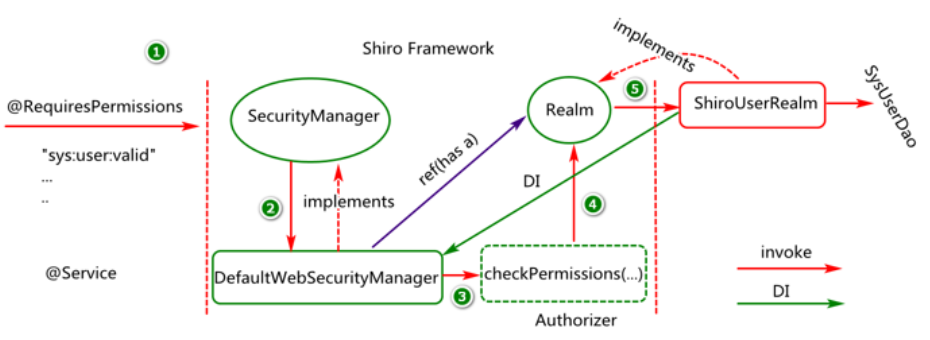 1
Shiro Framework
implements
@RequiresPermissions
"sys:user:valid"
...
..
SecurityManager
Realm
5
ShiroUserRealm
SysUserDao
ref(has a)
DI
2
implements
4
@Service
DefaultWebSecurityManager
3
checkPermissions(...)
Authorizer
invoke
DI